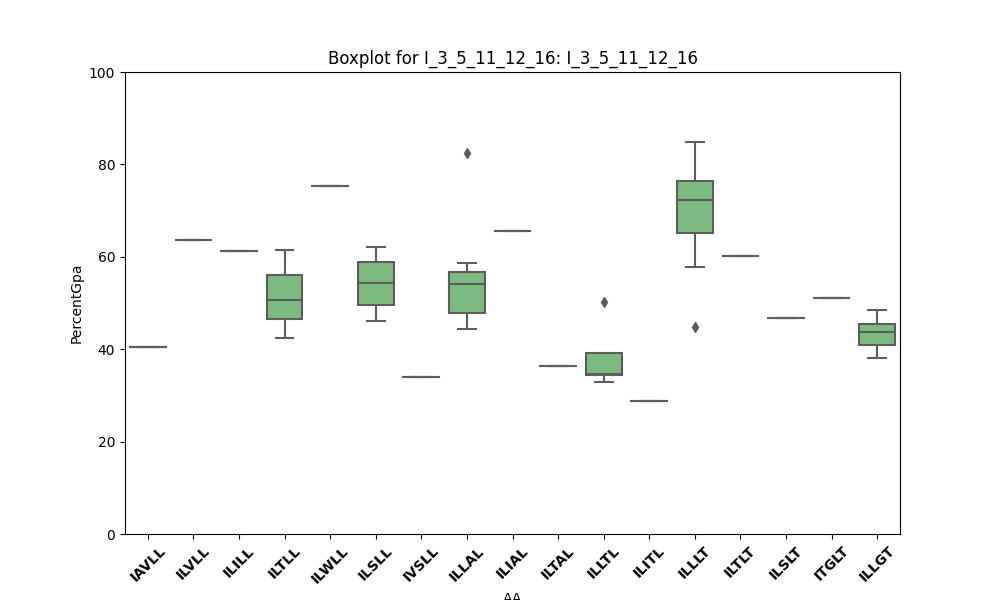 Boxplot for I_3_5_11_12_16: I_3_5_11_12_16
PercentGpa
100
80
60
40
20
0
IAVLL
ILVLL
ILILL
ILTLL
ILWLL
ILSLL
IVSLL
ILLAL
ILIAL
ILTAL
ILLTL
ILITL
ILLLT
ILTLT
ILSLT
ITGLT
ILLGT
AA